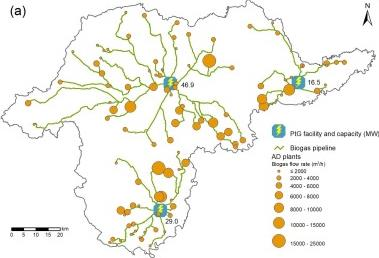 (a)
N
46.9
16.5
29.0
PtG facility and capacity (MW)
Biogas pipeline
AD plants
Biogas flow rate (m³/h)
≤ 2000
2000 - 4000
4000 - 6000
6000 - 8000
8000 - 10000
10000 - 15000
15000 - 25000
0 5 10 20
km